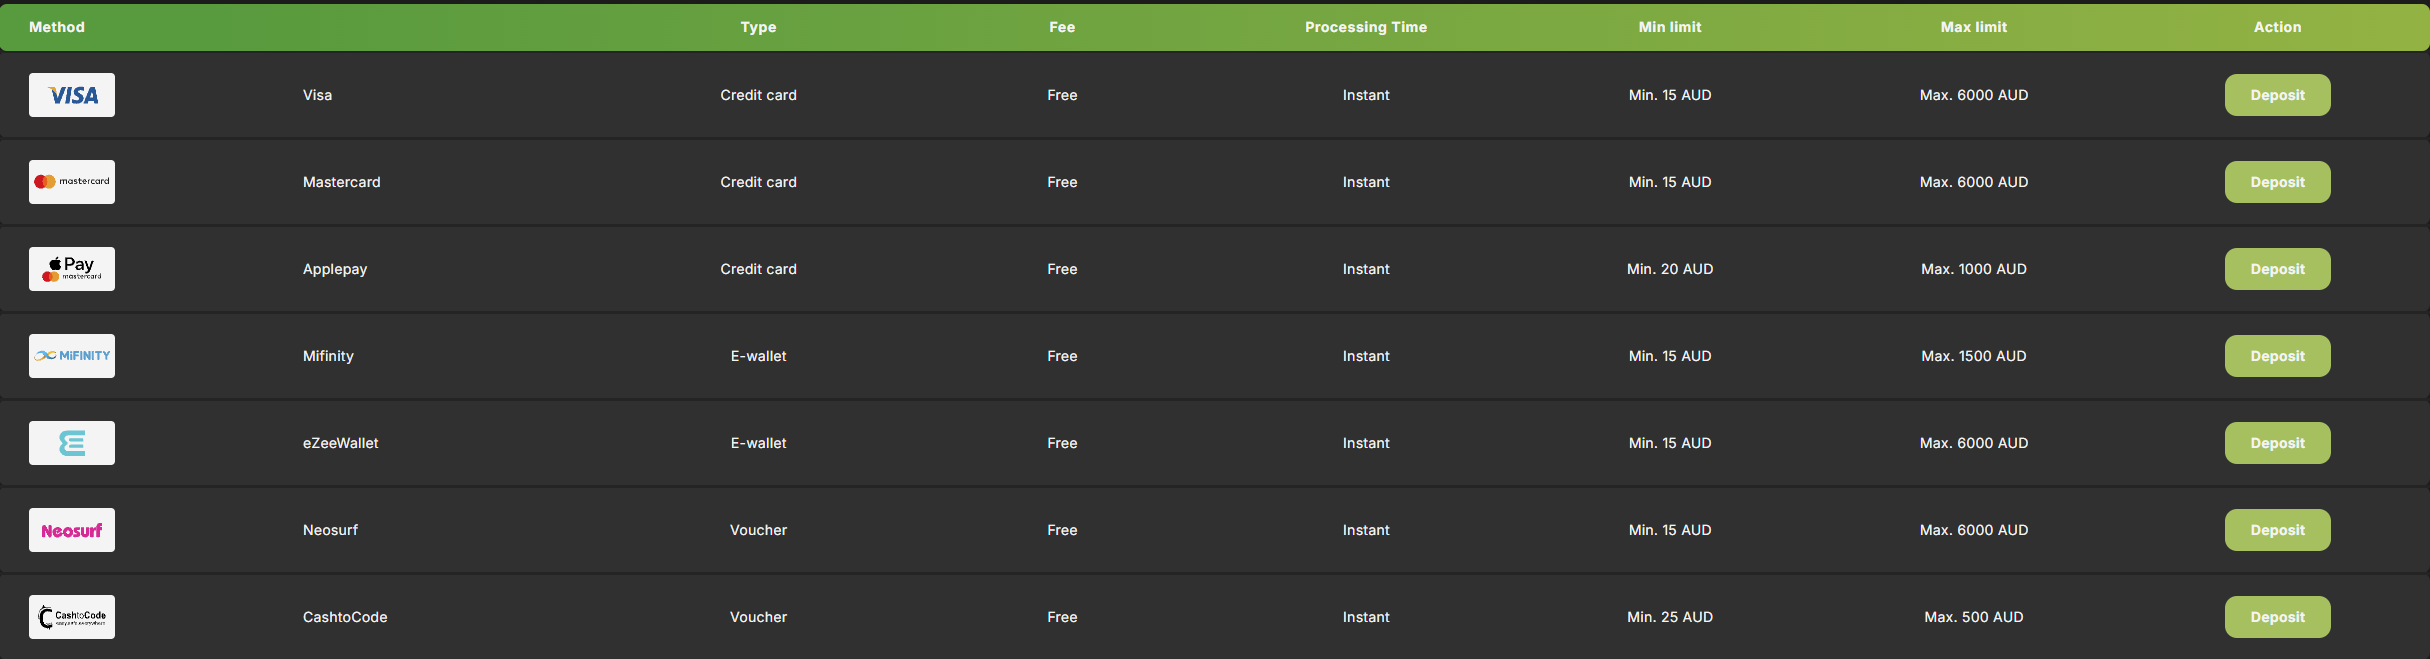 Method Type Fee Processing Time Min limit Max limit Action
VISA Visa Credit card Free Instant Min. 15 AUD Max. 6000 AUD Deposit
mastercard Mastercard Credit card Free Instant Min. 15 AUD Max. 6000 AUD Deposit
Pay
mastercard Applepay Credit card Free Instant Min. 20 AUD Max. 1000 AUD Deposit
MiFINITY Mifinity E-wallet Free Instant Min. 15 AUD Max. 1500 AUD Deposit
eZeeWallet E-wallet Free Instant Min. 15 AUD Max. 6000 AUD Deposit
Neosurf Neosurf Voucher Free Instant Min. 15 AUD Max. 6000 AUD Deposit
CashtoCode CashtoCode Voucher Free Instant Min. 25 AUD Max. 500 AUD Deposit